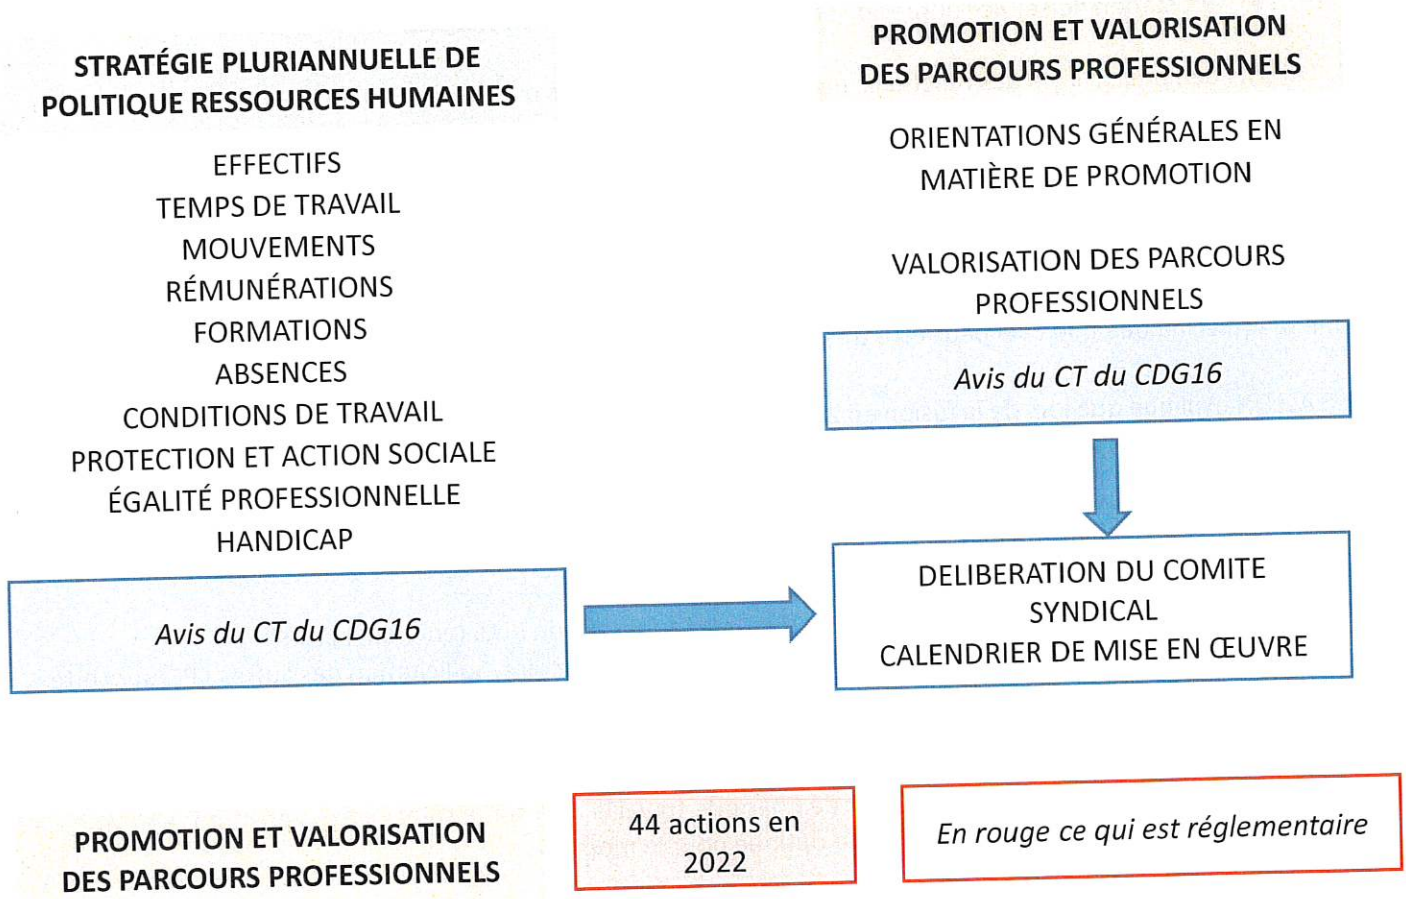 STRATÉGIE PLURIANNUELLE DE
POLITIQUE RESSOURCES HUMAINES
EFFECTIFS
TEMPS DE TRAVAIL
MOUVEMENTS
RÉMUNÉRATIONS
FORMATIONS
ABSENCES
CONDITIONS DE TRAVAIL
PROTECTION ET ACTION SOCIALE
ÉGALITÉ PROFESSIONNELLE
HANDICAP
Avis du CT du CDG16
PROMOTION ET VALORISATION
DES PARCOURS PROFESSIONNELS
ORIENTATIONS GÉNÉRALES EN
MATIÈRE DE PROMOTION
VALORISATION DES PARCOURS
PROFESSIONNELS
Avis du CT du CDG16
DELIBERATION DU COMITE
SYNDICAL
CALENDRIER DE MISE EN ŒUVRE
PROMOTION ET VALORISATION
DES PARCOURS PROFESSIONNELS
44 actions en
2022
En rouge ce qui est réglementaire